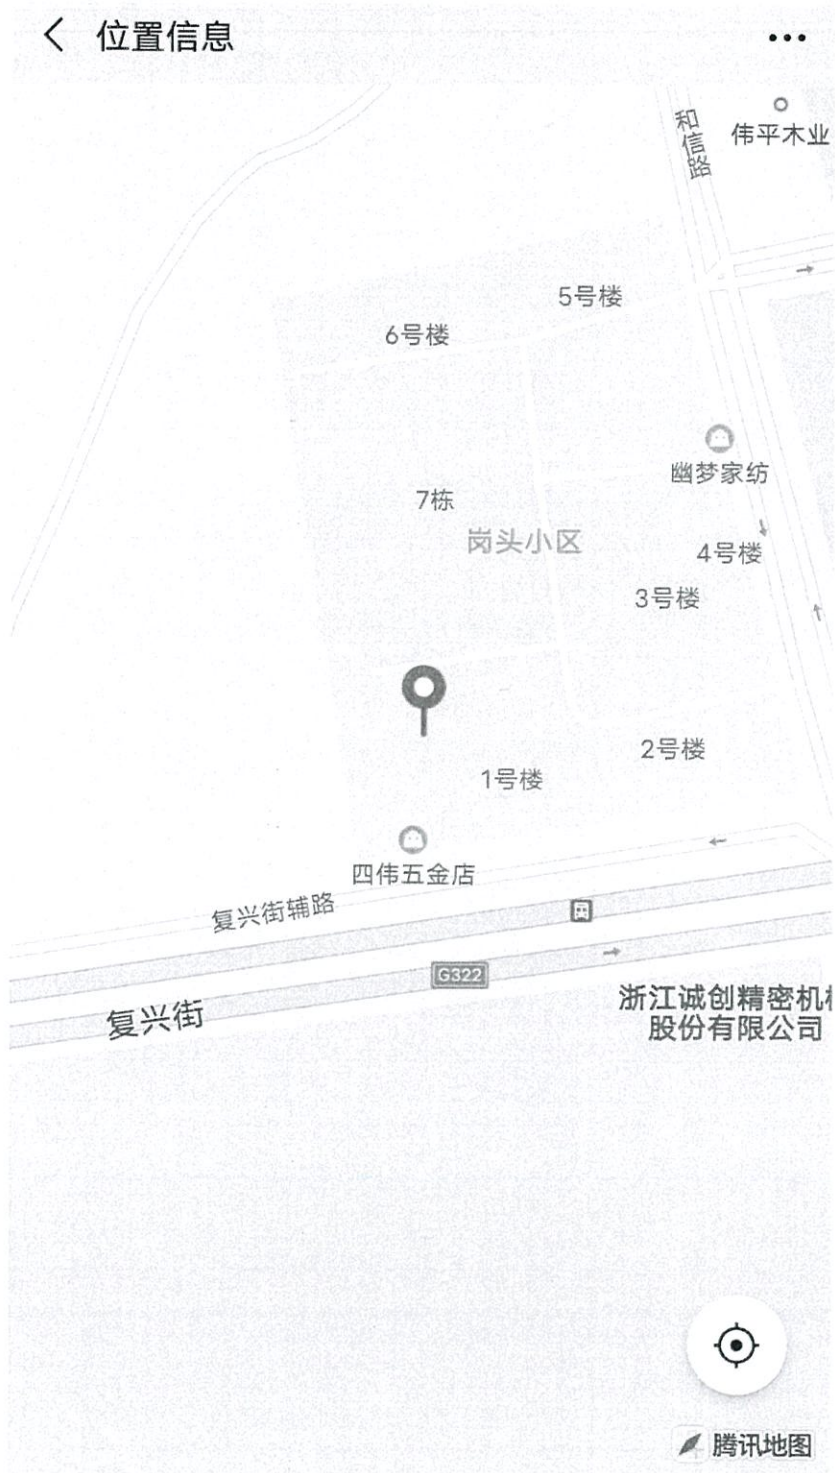 位置信息
和信路
伟平木业
5号楼
6号楼
幽梦家纺
7栋
岗头小区
4号楼
3号楼
2号楼
1号楼
四伟五金店
复兴街辅路
G322
浙江诚创精密机
股份有限公司
复兴街
腾讯地图